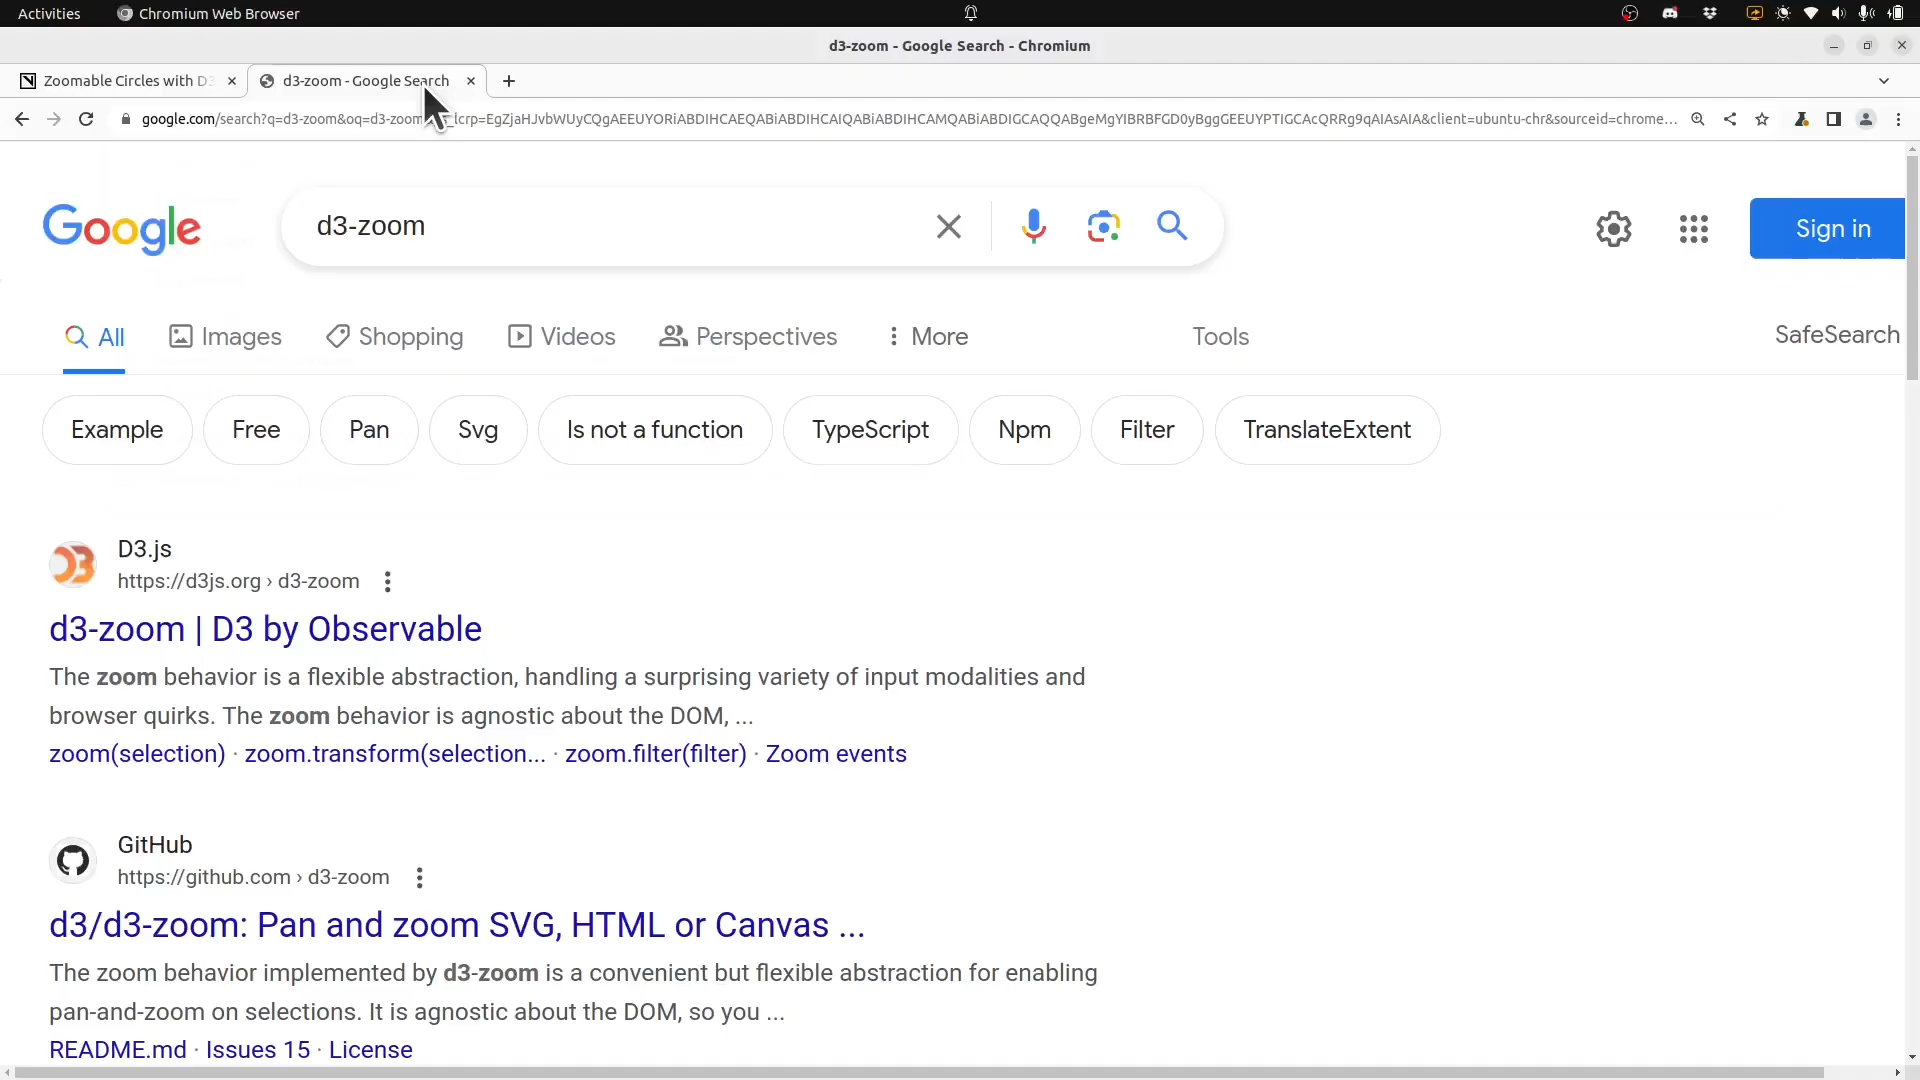 Activities Chromium Web Browser
d3-zoom - Google Search - Chromium
Zoomable Circles with D3 d3-zoom - Google Search
google.com/search?q=d3-zoom&oq=d3-zoom
Google d3-zoom Sign in
All Images Shopping Videos Perspectives More Tools SafeSearch
Example Free Pan Svg Is not a function TypeScript Npm Filter TranslateExtent
D3.js
https://d3js.org › d3-zoom
d3-zoom | D3 by Observable
The zoom behavior is a flexible abstraction, handling a surprising variety of input modalities and
browser quirks. The zoom behavior is agnostic about the DOM, ...
zoom(selection) · zoom.transform(selection... · zoom.filter(filter) · Zoom events
GitHub
https://github.com › d3-zoom
d3/d3-zoom: Pan and zoom SVG, HTML or Canvas ...
The zoom behavior implemented by d3-zoom is a convenient but flexible abstraction for enabling
pan-and-zoom on selections. It is agnostic about the DOM, so you ...
README.md · Issues 15 · License